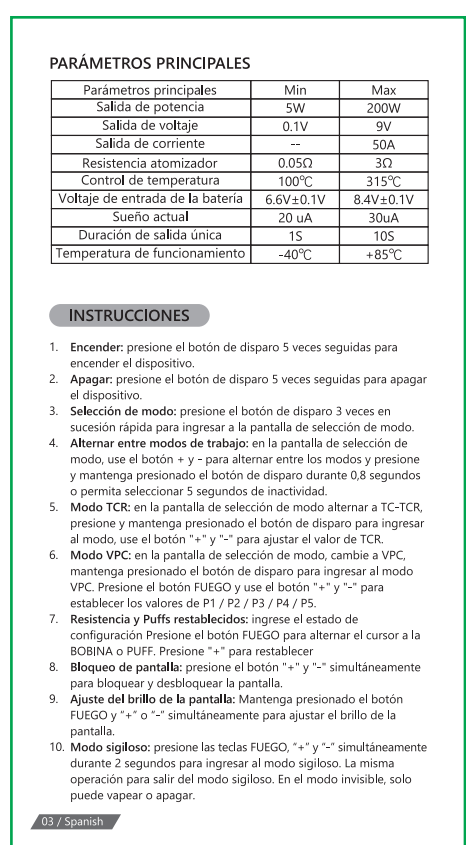 PARÁMETROS PRINCIPALES
Parámetros principales Min Max
Salida de potencia 5W 200W
Salida de voltaje 0.1V 9V
Salida de corriente -- 50A
Resistencia atomizador 0.05Ω 3Ω
Control de temperatura 100℃ 315℃
Voltaje de entrada de la batería 6.6V±0.1V 8.4V±0.1V
Sueño actual 20 uA 30uA
Duración de salida única 1S 10S
Temperatura de funcionamiento -40℃ +85℃
INSTRUCCIONES
1. Encender: presione el botón de disparo 5 veces seguidas para
encender el dispositivo.
2. Apagar: presione el botón de disparo 5 veces seguidas para apagar
el dispositivo.
3. Selección de modo: presione el botón de disparo 3 veces en
sucesión rápida para ingresar a la pantalla de selección de modo.
4. Alternar entre modos de trabajo: en la pantalla de selección de
modo, use el botón + y - para alternar entre los modos y presione
y mantenga presionado el botón de disparo durante 0,8 segundos
o permita seleccionar 5 segundos de inactividad.
5. Modo TCR: en la pantalla de selección de modo alternar a TC-TCR,
presione y mantenga presionado el botón de disparo para ingresar
al modo, use el botón "+" y "-" para ajustar el valor de TCR.
6. Modo VPC: en la pantalla de selección de modo, cambie a VPC,
mantenga presionado el botón de disparo para ingresar al modo
VPC. Presione el botón FUEGO y use el botón "+" y "-" para
establecer los valores de P1 / P2 / P3 / P4 / P5.
7. Resistencia y Puffs restablecidos: ingrese el estado de
configuración Presione el botón FUEGO para alternar el cursor a la
BOBINA o PUFF. Presione "+" para restablecer
8. Bloqueo de pantalla: presione el botón "+" y "-" simultáneamente
para bloquear y desbloquear la pantalla.
9. Ajuste del brillo de la pantalla: Mantenga presionado el botón
FUEGO y “+” o “-” simultáneamente para ajustar el brillo de la
pantalla.
10. Modo sigiloso: presione las teclas FUEGO, “+” y “-” simultáneamente
durante 2 segundos para ingresar al modo sigiloso. La misma
operación para salir del modo sigiloso. En el modo invisible, solo
puede vapear o apagar.
03 / Spanish